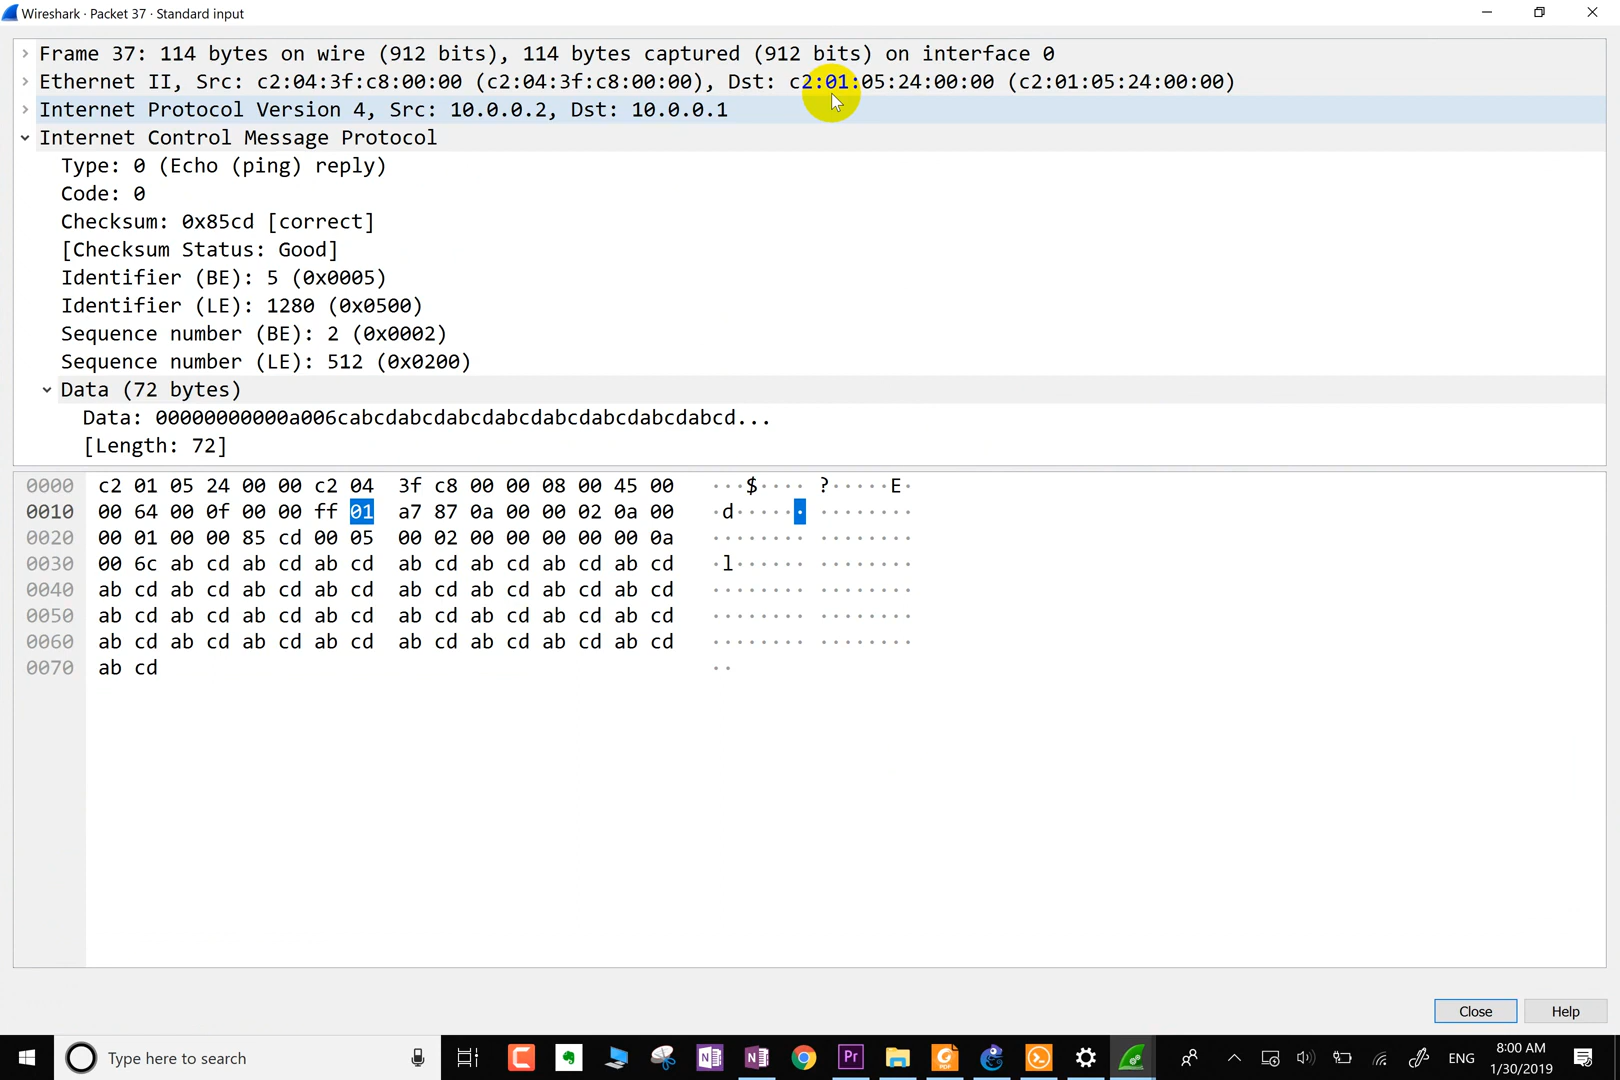 Wireshark · Packet 37 · Standard input
Frame 37: 114 bytes on wire (912 bits), 114 bytes captured (912 bits) on interface 0
Ethernet II, Src: c2:04:3f:c8:00:00 (c2:04:3f:c8:00:00), Dst: c2:01:05:24:00:00 (c2:01:05:24:00:00)
Internet Protocol Version 4, Src: 10.0.0.2, Dst: 10.0.0.1
Internet Control Message Protocol
Type: 0 (Echo (ping) reply)
Code: 0
Checksum: 0x85cd [correct]
[Checksum Status: Good]
Identifier (BE): 5 (0x0005)
Identifier (LE): 1280 (0x0500)
Sequence number (BE): 2 (0x0002)
Sequence number (LE): 512 (0x0200)
Data (72 bytes)
Data: 00000000000a006cabcdabcdabcdabcdabcdabcdabcdabcd...
[Length: 72]
0000 c2 01 05 24 00 00 c2 04 3f c8 00 00 08 00 45 00 ···$···· ?·····E·
0010 00 64 00 0f 00 00 ff 01 a7 87 0a 00 00 02 0a 00 ·d······ ········
0020 00 01 00 00 85 cd 00 05 00 02 00 00 00 00 00 0a ········ ········
0030 00 6c ab cd ab cd ab cd ab cd ab cd ab cd ab cd ·l······ ········
0040 ab cd ab cd ab cd ab cd ab cd ab cd ab cd ab cd ········ ········
0050 ab cd ab cd ab cd ab cd ab cd ab cd ab cd ab cd ········ ········
0060 ab cd ab cd ab cd ab cd ab cd ab cd ab cd ab cd ········ ········
0070 ab cd ··
Close Help
Type here to search
ENG
8:00 AM
1/30/2019